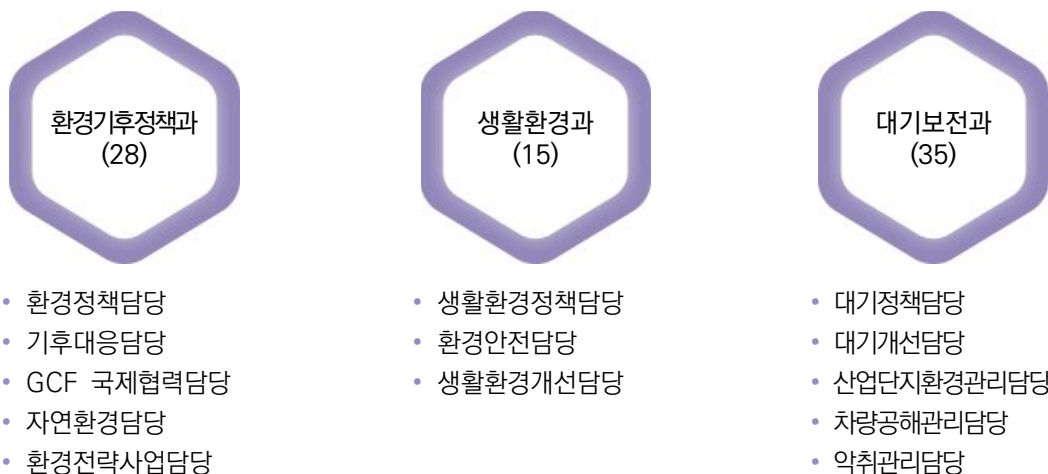 환경기후정책과
(28)
• 환경정책담당
• 기후대응담당
• GCF 국제협력담당
• 자연환경담당
• 환경전략사업담당
생활환경과
(15)
• 생활환경정책담당
• 환경안전담당
• 생활환경개선담당
대기보전과
(35)
• 대기정책담당
• 대기개선담당
• 산업단지환경관리담당
• 차량공해관리담당
• 악취관리담당